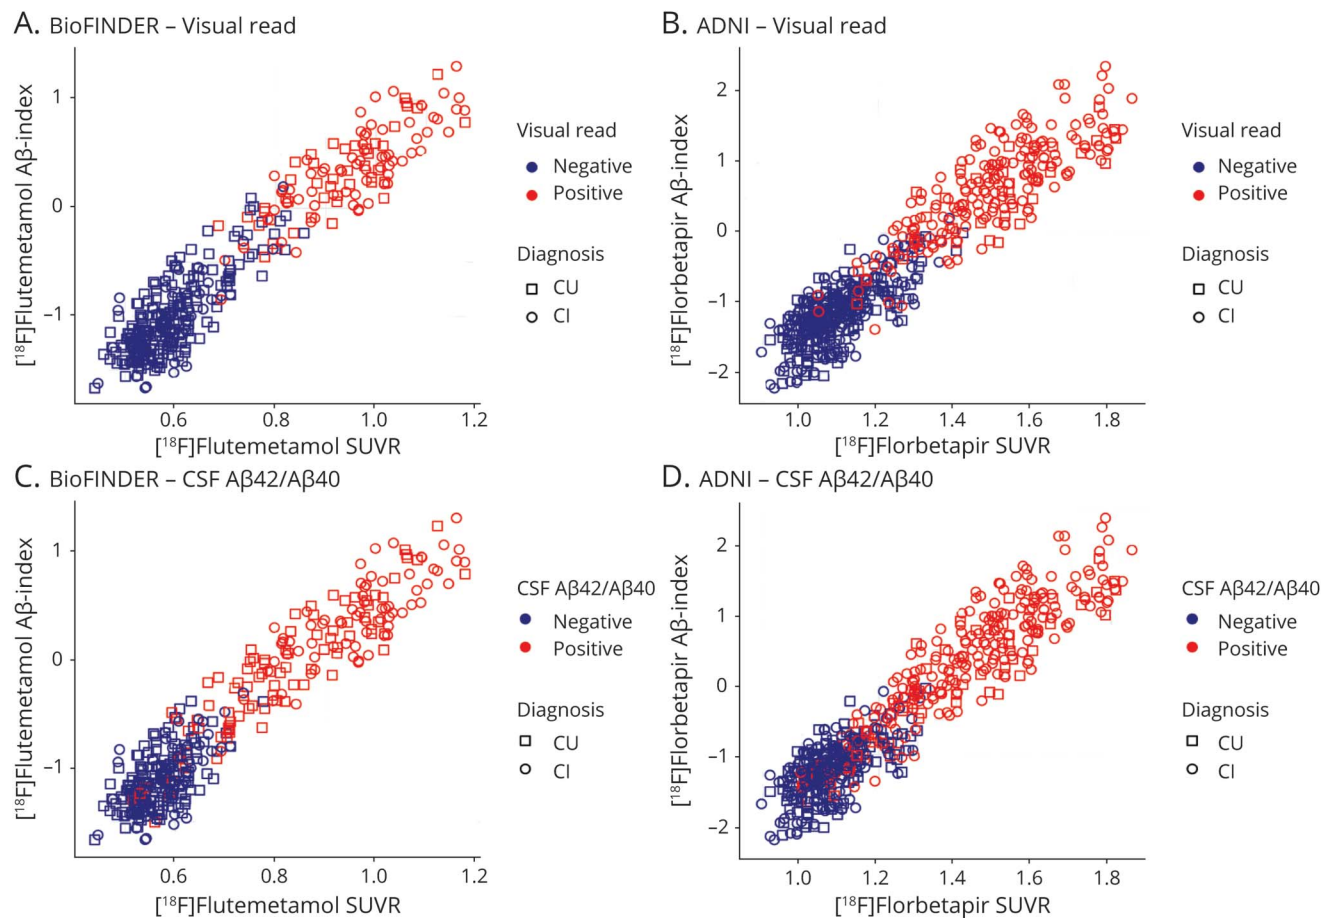 A. BioFINDER – Visual read
1
0
−1
[¹⁸F]Flutemetamol Aβ-index
0.6 0.8 1.0 1.2
[¹⁸F]Flutemetamol SUVR
Visual read
Negative
Positive
Diagnosis
CU
CI
B. ADNI – Visual read
2
1
0
−1
−2
[¹⁸F]Florbetapir Aβ-index
1.0 1.2 1.4 1.6 1.8
[¹⁸F]Florbetapir SUVR
Visual read
Negative
Positive
Diagnosis
CU
CI
C. BioFINDER – CSF Aβ42/Aβ40
1
0
−1
[¹⁸F]Flutemetamol Aβ-index
0.6 0.8 1.0 1.2
[¹⁸F]Flutemetamol SUVR
CSF Aβ42/Aβ40
Negative
Positive
Diagnosis
CU
CI
D. ADNI – CSF Aβ42/Aβ40
2
1
0
−1
−2
[¹⁸F]Florbetapir Aβ-index
1.0 1.2 1.4 1.6 1.8
[¹⁸F]Florbetapir SUVR
CSF Aβ42/Aβ40
Negative
Positive
Diagnosis
CU
CI